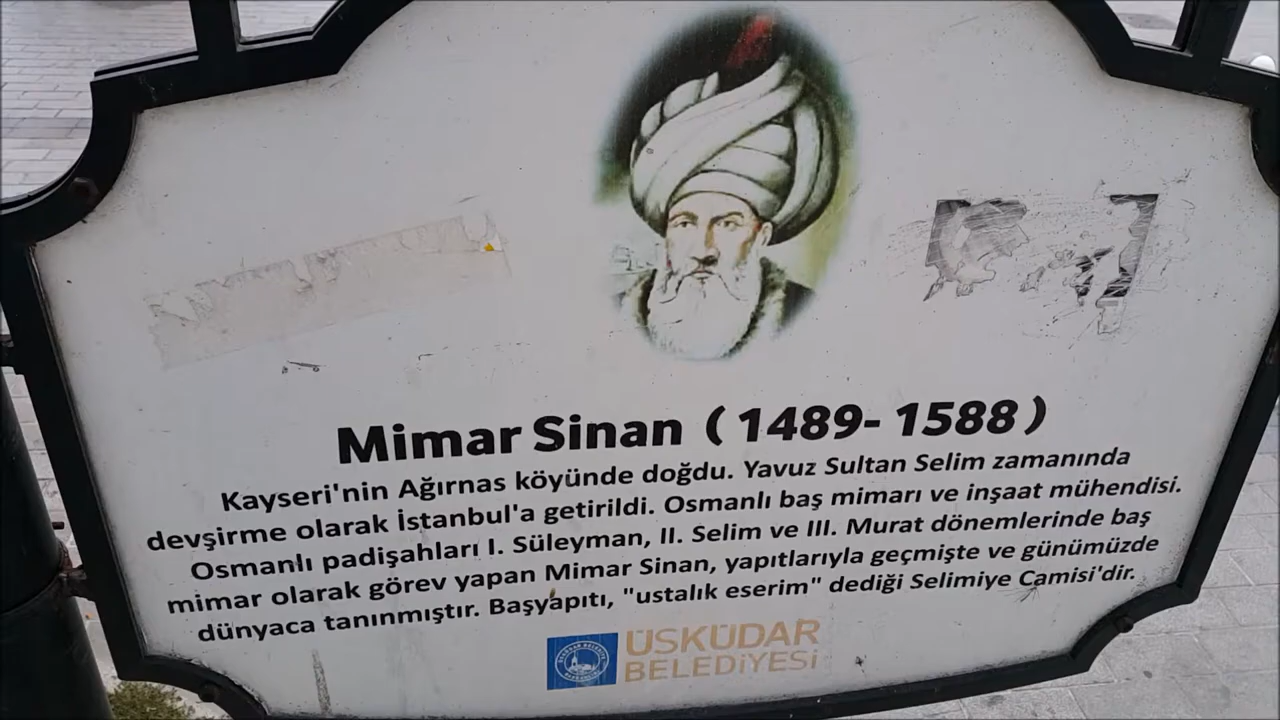 Mimar Sinan ( 1489- 1588 )
Kayseri'nin Ağırnas köyünde doğdu. Yavuz Sultan Selim zamanında
devşirme olarak İstanbul'a getirildi. Osmanlı baş mimarı ve inşaat mühendisi.
Osmanlı padişahları I. Süleyman, II. Selim ve III. Murat dönemlerinde baş
mimar olarak görev yapan Mimar Sinan, yapıtlarıyla geçmişte ve günümüzde
dünyaca tanınmıştır. Başyapıtı, "ustalık eserim" dediği Selimiye Camisi'dir.
ÜSKÜDAR
BELEDİYESİ